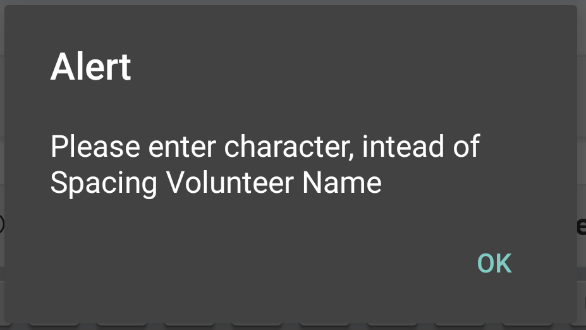 Alert
Please enter character, intead of
Spacing Volunteer Name
OK